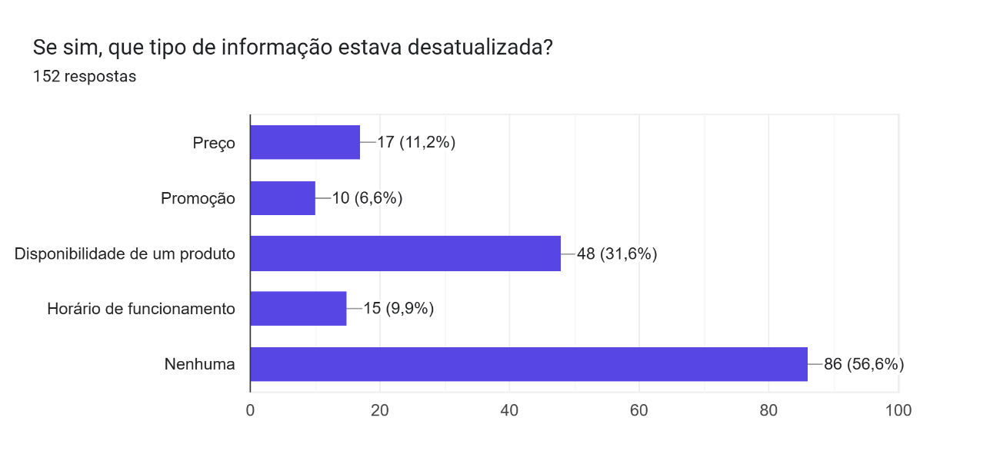 Se sim, que tipo de informação estava desatualizada?
152 respostas
Preço
17 (11,2%)
Promoção
10 (6,6%)
Disponibilidade de um produto
48 (31,6%)
Horário de funcionamento
15 (9,9%)
Nenhuma
86 (56,6%)
0 20 40 60 80 100